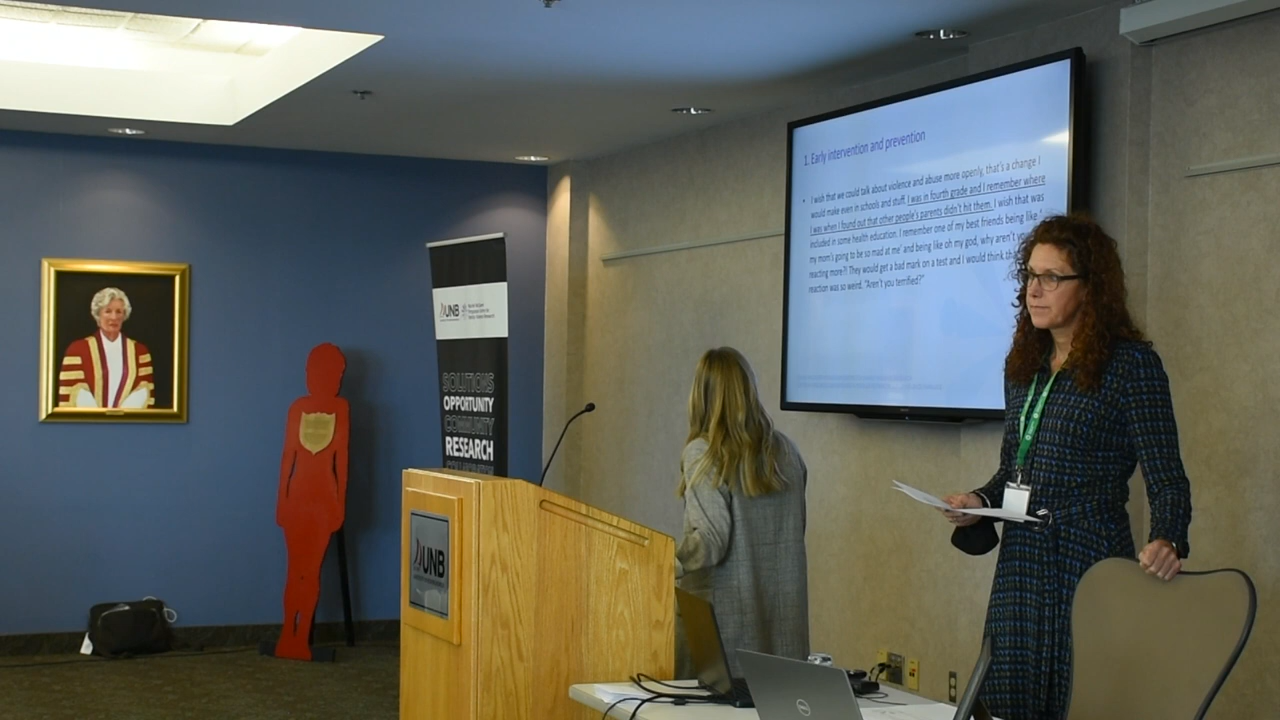 1. Early intervention and prevention
• I wish that we could talk about violence and abuse more openly, that's a change I
would make even in schools and stuff. I was in fourth grade and I remember where
I was when I found out that other people's parents didn't hit them. I wish that was
included in some health education. I remember one of my best friends being like '
my mom's going to be so mad at me' and being like oh my god, why aren't
reacting more?! They would get a bad mark on a test and I would think
reaction was so weird. "Aren't you terrified?"
UNB
SOLUTIONS
OPPORTUNITY
COMMUNITY
RESEARCH
UNB
DELL